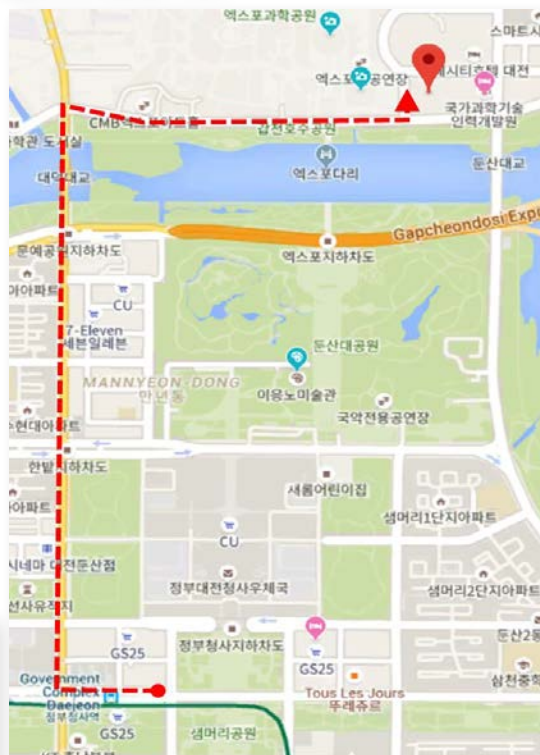 엑스포과학공원
스마트시
엑스포
공연장
시티호텔 대전
CMB엑스포아트홀
갑천호수공원
국가과학기술
인력개발원
학관 도서실
대덕대교
엑스포다리
둔산대교
Gapcheondosi Expr
문예공원지하차도
엑스포지하차도
아아파트
CU
7-Eleven
세븐일레븐
둔산대공원
MANNYEON-DONG
만년동
이응노미술관
국악전용공연장
수현대아파트
한밭지하차도
새롬어린이집
샘머리1단지아파트
아파트
CU
시네마 대전둔산점
정부대전청사우체국
샘머리2단지아파트
선사유적지
GS25
정부청사지하차도
GS25
둔산2동
Government
Complex
Daejeon
정부청사역
Tous Les Jours
뚜레쥬르
삼천중학
GS25
샘머리공원